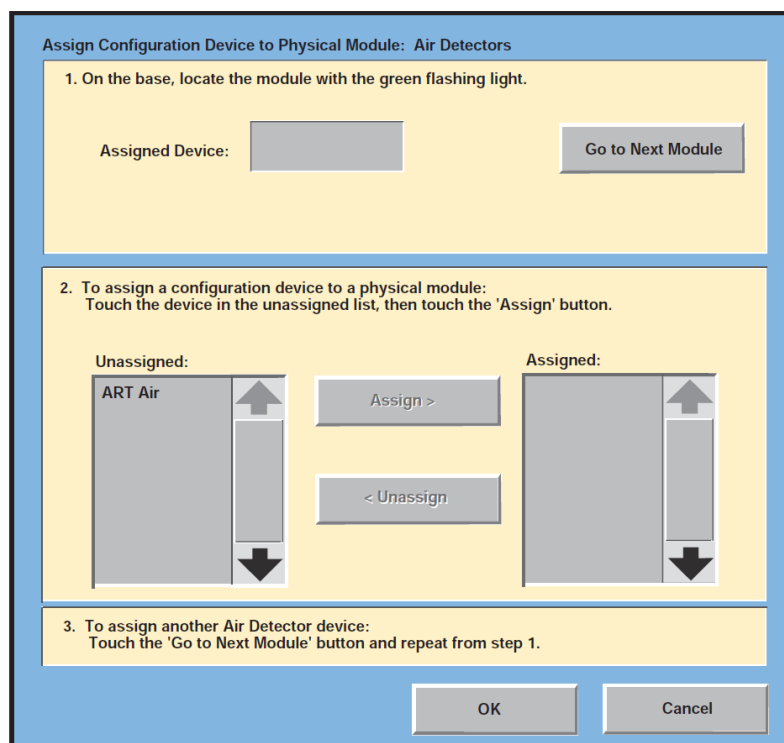 Assign Configuration Device to Physical Module: Air Detectors
1. On the base, locate the module with the green flashing light.
Assigned Device:
Go to Next Module
2. To assign a configuration device to a physical module:
Touch the device in the unassigned list, then touch the 'Assign' button.
Unassigned:
Assigned:
ART Air
Assign >
< Unassign
3. To assign another Air Detector device:
Touch the 'Go to Next Module' button and repeat from step 1.
OK
Cancel